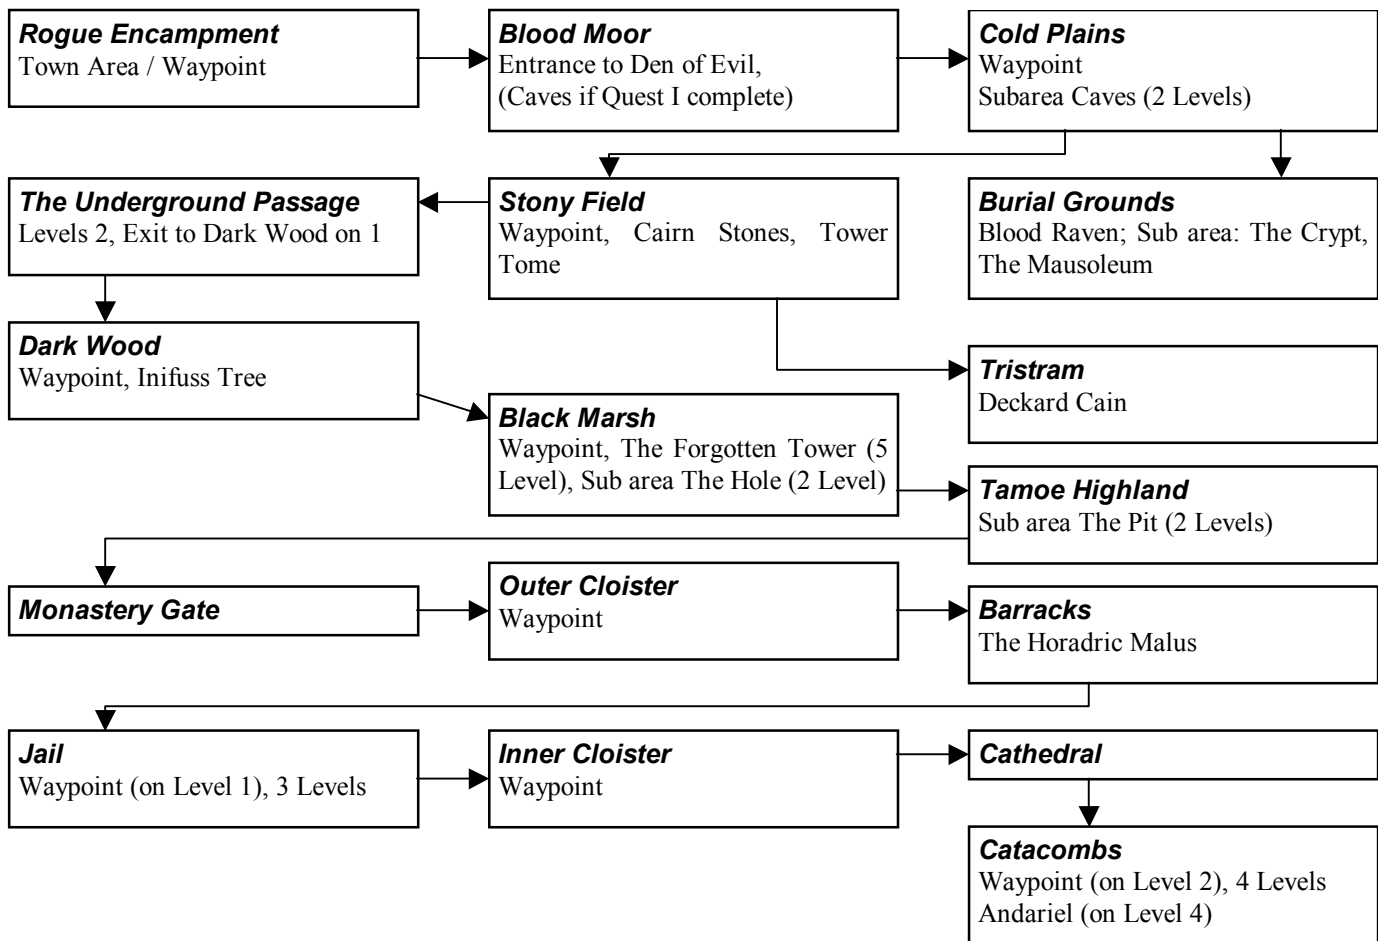 Rogue Encampment
Town Area / Waypoint
Blood Moor
Entrance to Den of Evil,
(Caves if Quest I complete)
Cold Plains
Waypoint
Subarea Caves (2 Levels)
The Underground Passage
Levels 2, Exit to Dark Wood on 1
Stony Field
Waypoint, Cairn Stones, Tower
Tome
Burial Grounds
Blood Raven; Sub area: The Crypt,
The Mausoleum
Dark Wood
Waypoint, Inifuss Tree
Black Marsh
Waypoint, The Forgotten Tower (5
Level), Sub area The Hole (2 Level)
Tristram
Deckard Cain
Tamoe Highland
Sub area The Pit (2 Levels)
Monastery Gate
Outer Cloister
Waypoint
Barracks
The Horadric Malus
Jail
Waypoint (on Level 1), 3 Levels
Inner Cloister
Waypoint
Cathedral
Catacombs
Waypoint (on Level 2), 4 Levels
Andariel (on Level 4)